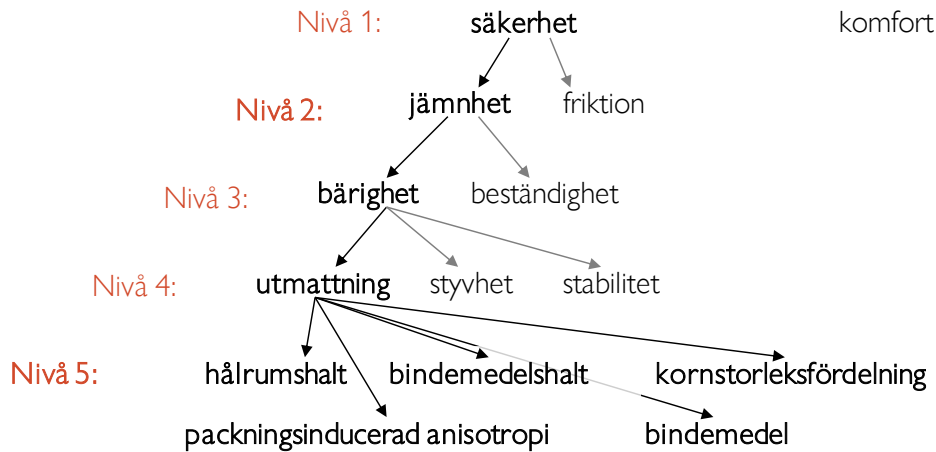 Nivå 1: säkerhet komfort
Nivå 2: jämnhet friktion
Nivå 3: bärighet beständighet
Nivå 4: utmattning styvhet stabilitet
Nivå 5: hålrumshalt bindemedelshalt kornstorleksfördelning
packningsinducerad anisotropi bindemedel